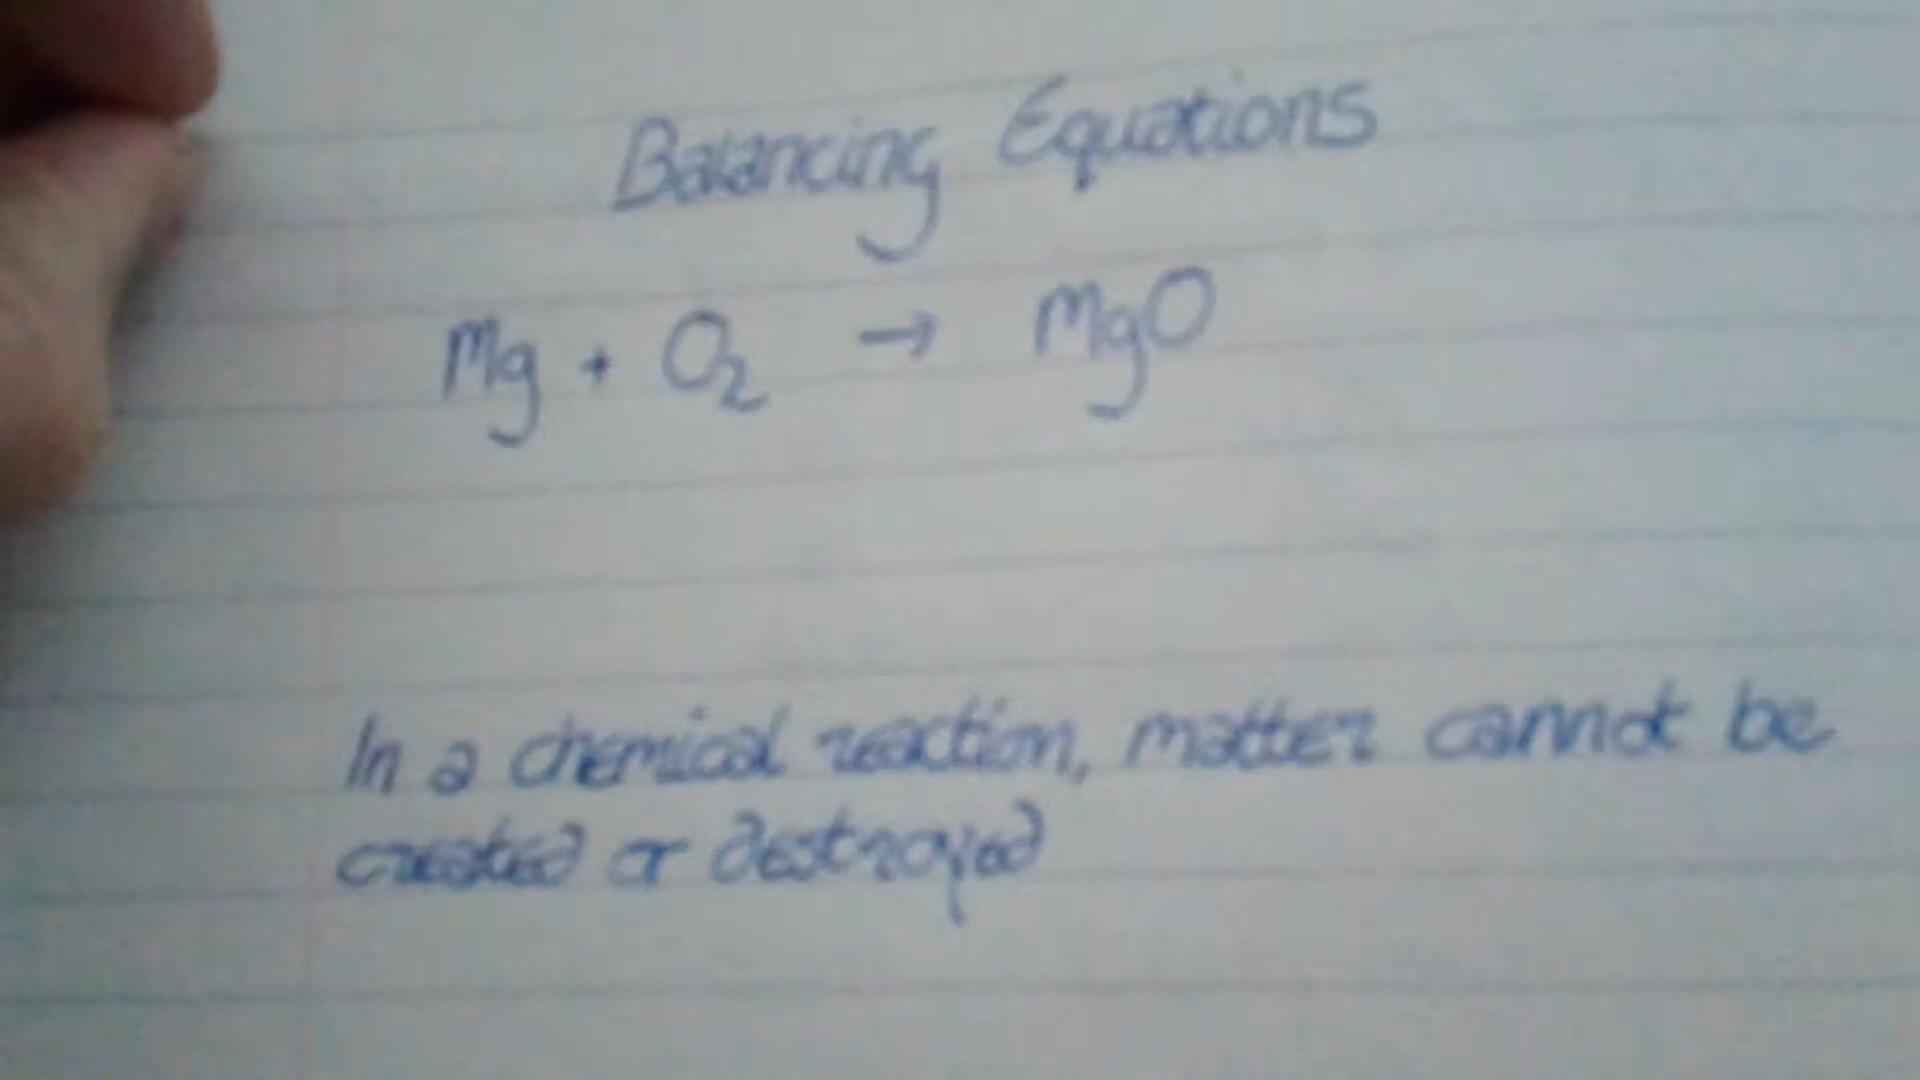 Balancing Equations
Mg + O₂ → MgO
In a chemical reaction, matter cannot be
created or destroyed